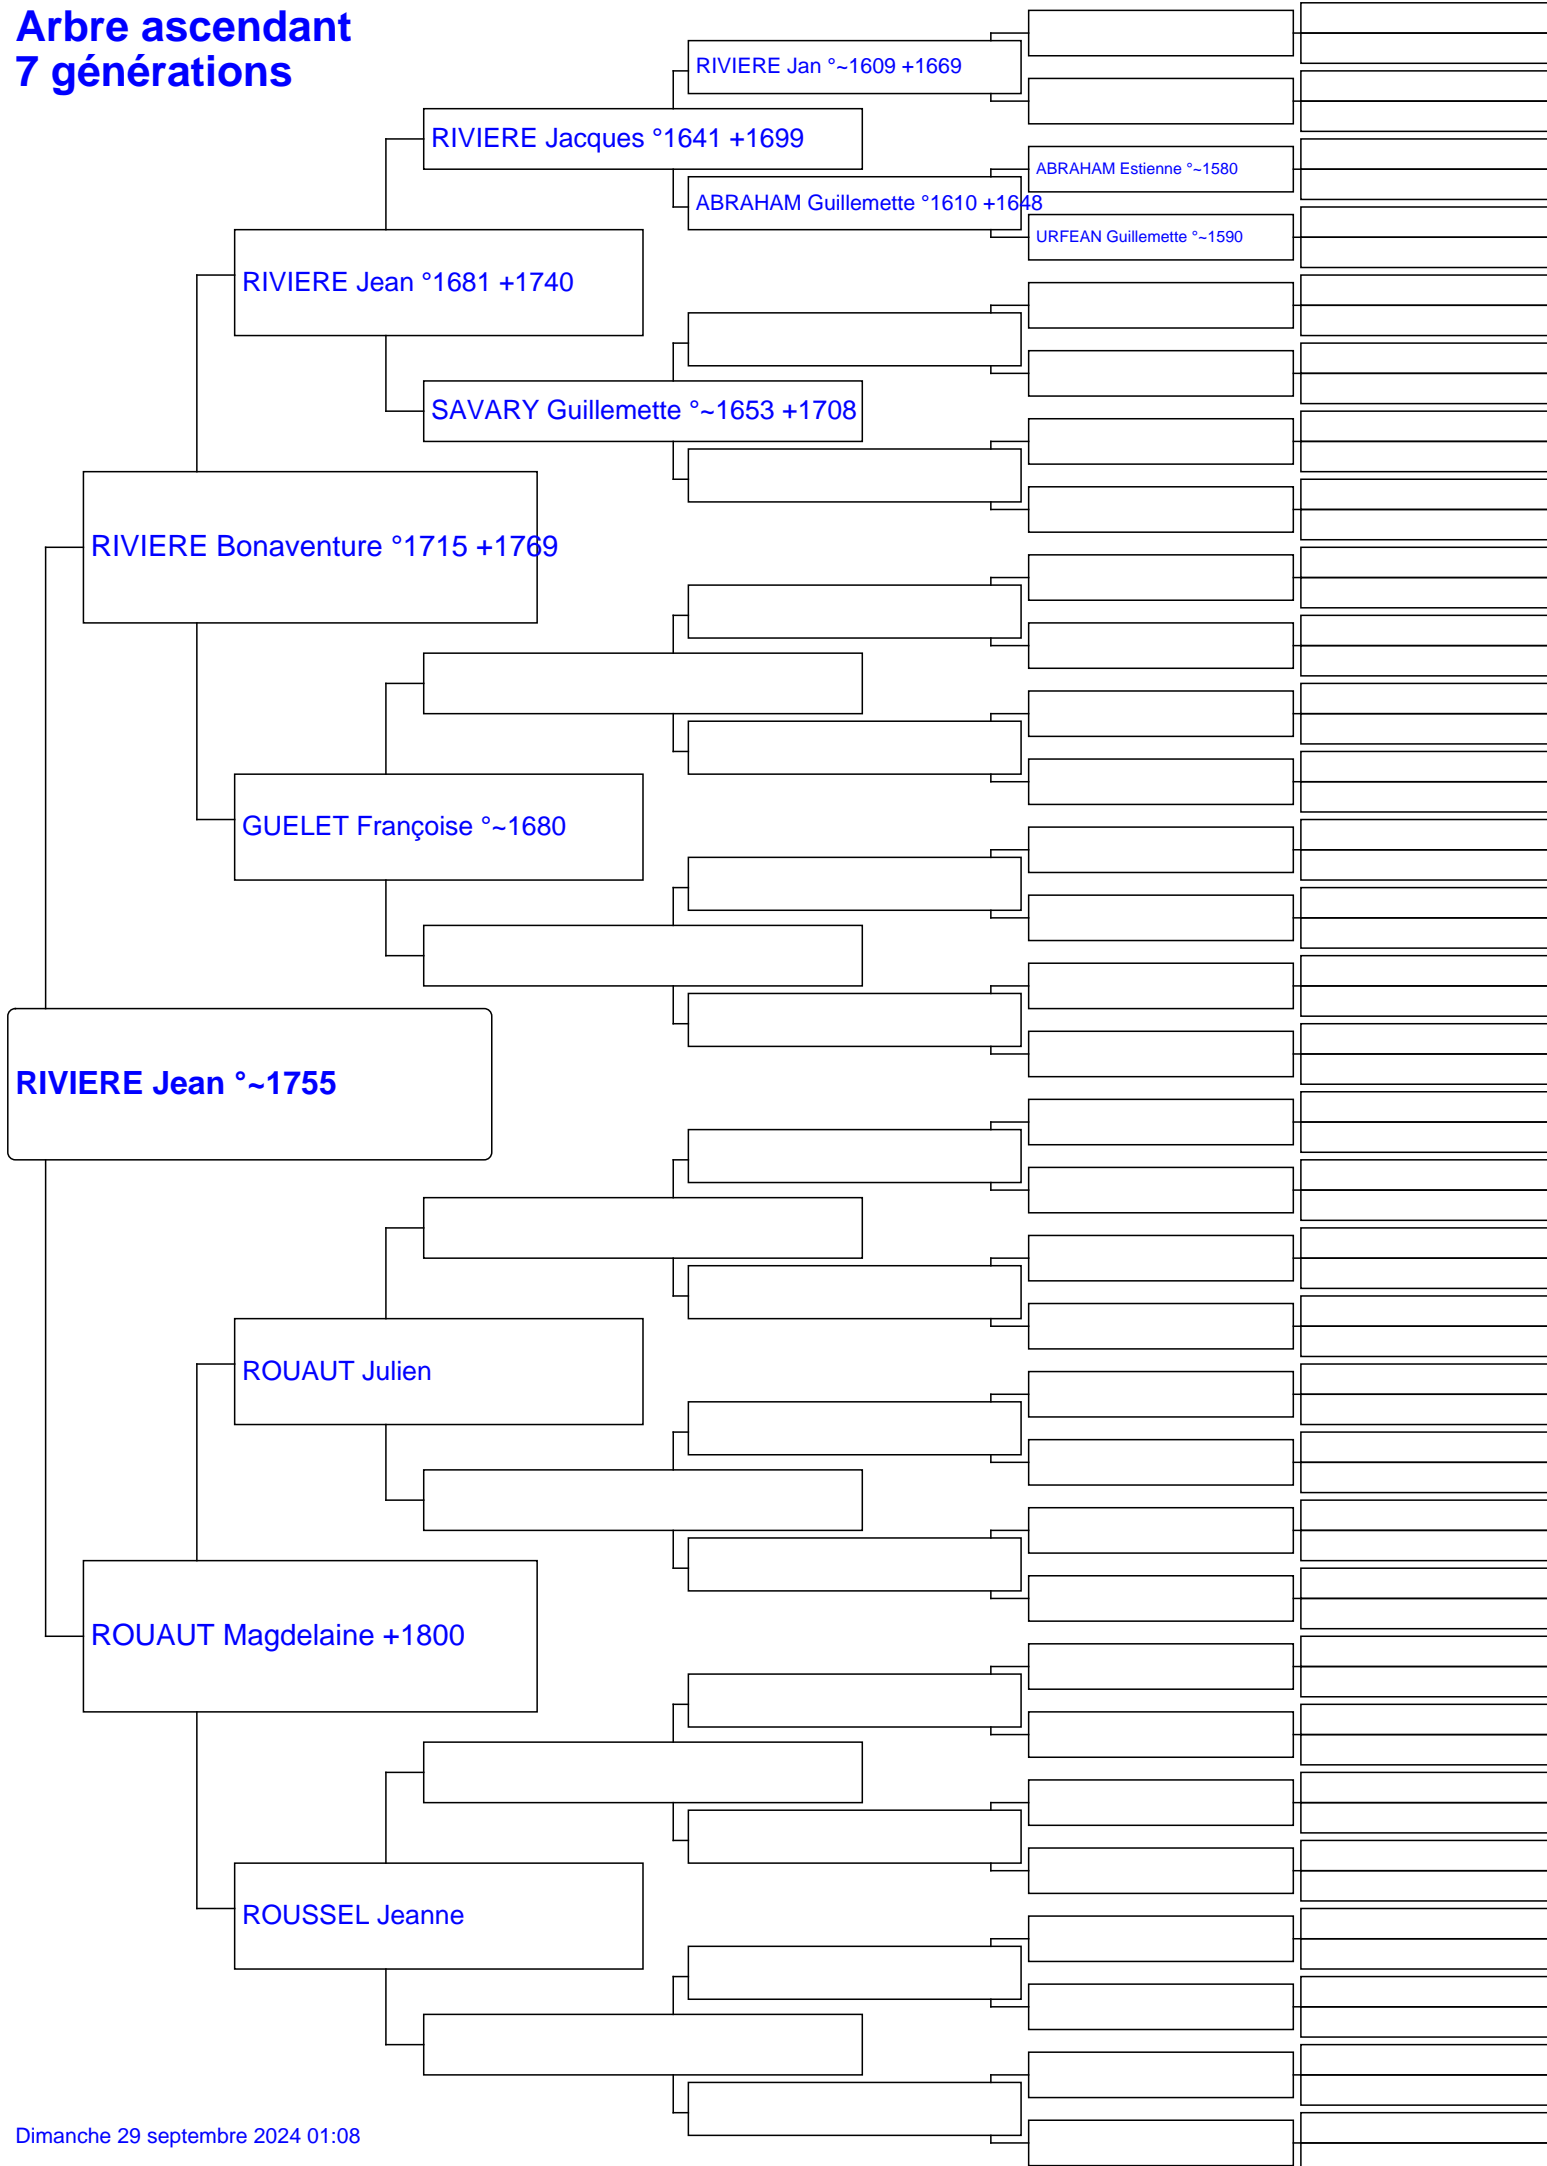 Arbre ascendant
7 générations
RIVIERE Jan °~1609 +1669
RIVIERE Jacques °1641 +1699
ABRAHAM Estienne °~1580
ABRAHAM Guillemette °1610 +1648
URFEAN Guillemette °~1590
RIVIERE Jean °1681 +1740
SAVARY Guillemette °~1653 +1708
RIVIERE Bonaventure °1715 +1769
GUELET Françoise °~1680
RIVIERE Jean °~1755
ROUAUT Julien
ROUAUT Magdelaine +1800
ROUSSEL Jeanne
Dimanche 29 septembre 2024 01:08